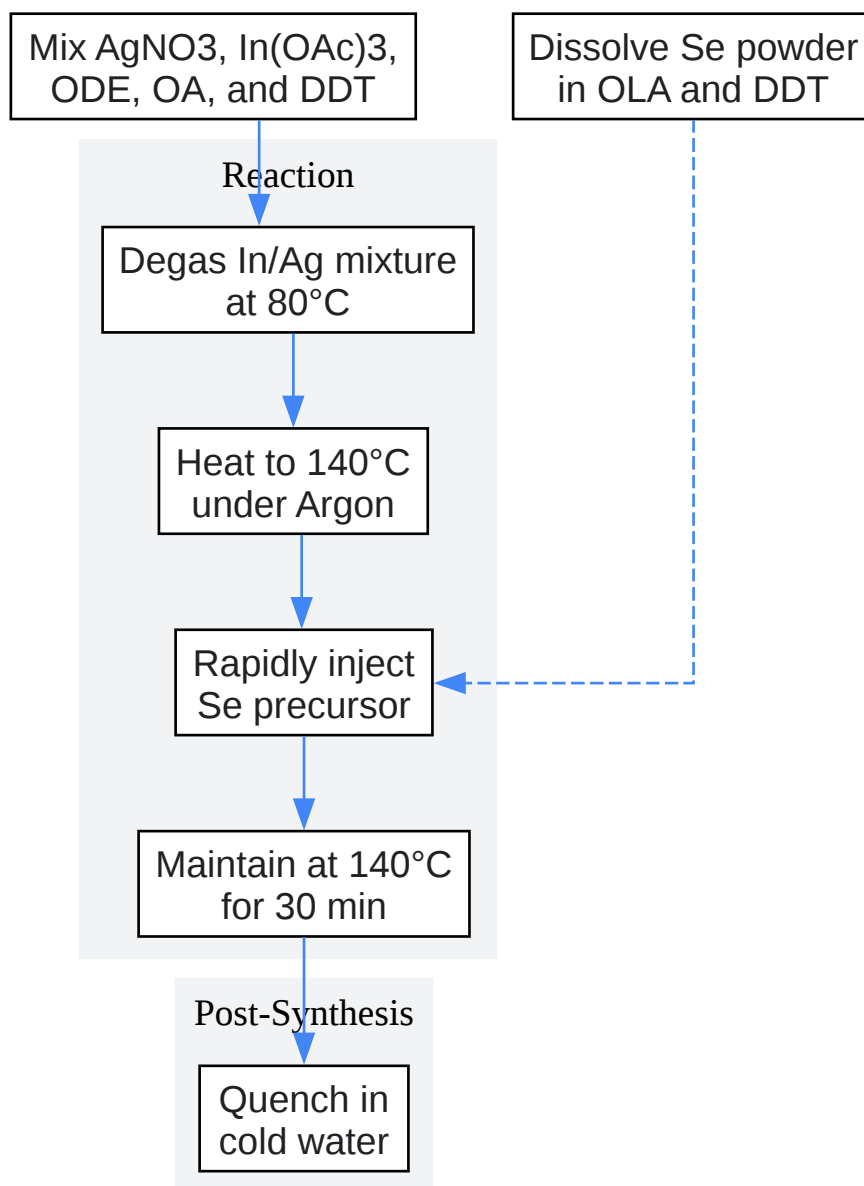 Mix AgNO3, In(OAc)3,
ODE, OA, and DDT
Dissolve Se powder
in OLA and DDT
Reaction
Degas In/Ag mixture
at 80°C
Heat to 140°C
under Argon
Rapidly inject
Se precursor
Maintain at 140°C
for 30 min
Post-Synthesis
Quench in
cold water